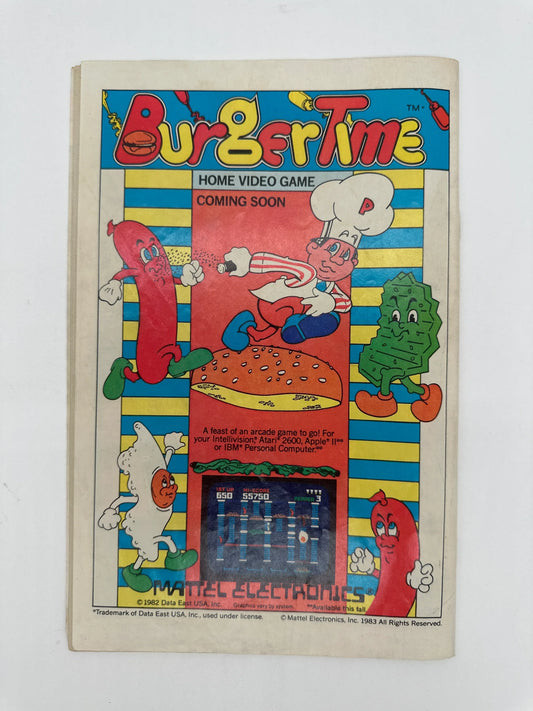 BurgerTime TM*
HOME VIDEO GAME
COMING SOON
P
A feast of an arcade game to go! For
your Intellivision,® Atari® 2600, Apple® II**
or IBM® Personal Computer.**
1ST UP HI-SCORE
650 55750 3
MATTEL ELECTRONICS®
©1982 Data East USA, Inc. Graphics vary by system. **Available this fall.
*Trademark of Data East USA, Inc., used under license. © Mattel Electronics, Inc. 1983 All Rights Reserved.